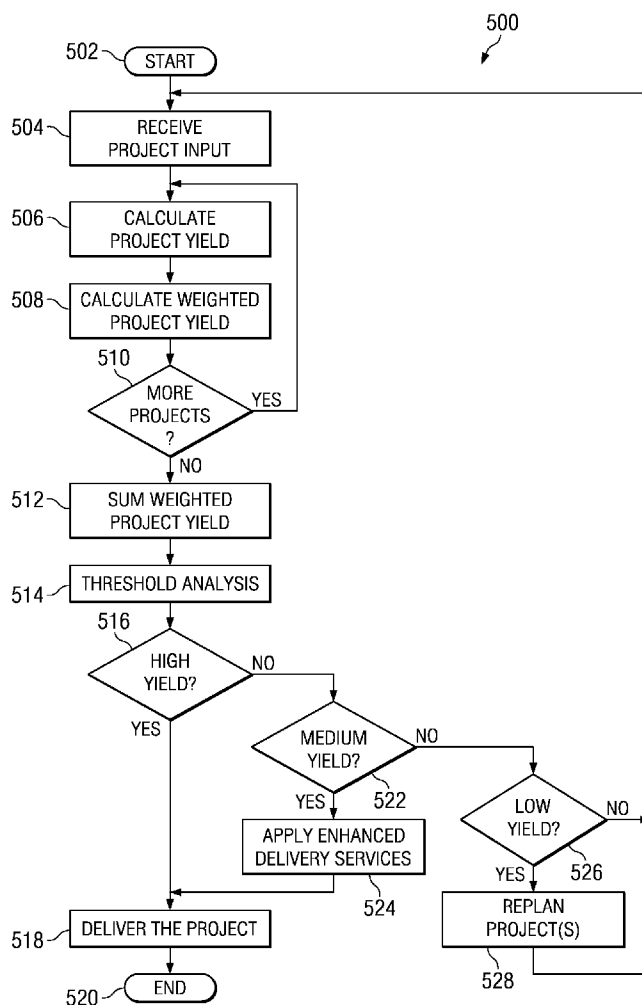 500
502
START
504
RECEIVE
PROJECT INPUT
506
CALCULATE
PROJECT YIELD
508
CALCULATE WEIGHTED
PROJECT YIELD
510
MORE
PROJECTS
?
YES
NO
512
SUM WEIGHTED
PROJECT YIELD
514
THRESHOLD ANALYSIS
516
HIGH
YIELD?
NO
YES
MEDIUM
YIELD?
NO
522
YES
LOW
YIELD?
NO
526
YES
APPLY ENHANCED
DELIVERY SERVICES
524
REPLAN
PROJECT(S)
528
518
DELIVER THE PROJECT
520
END